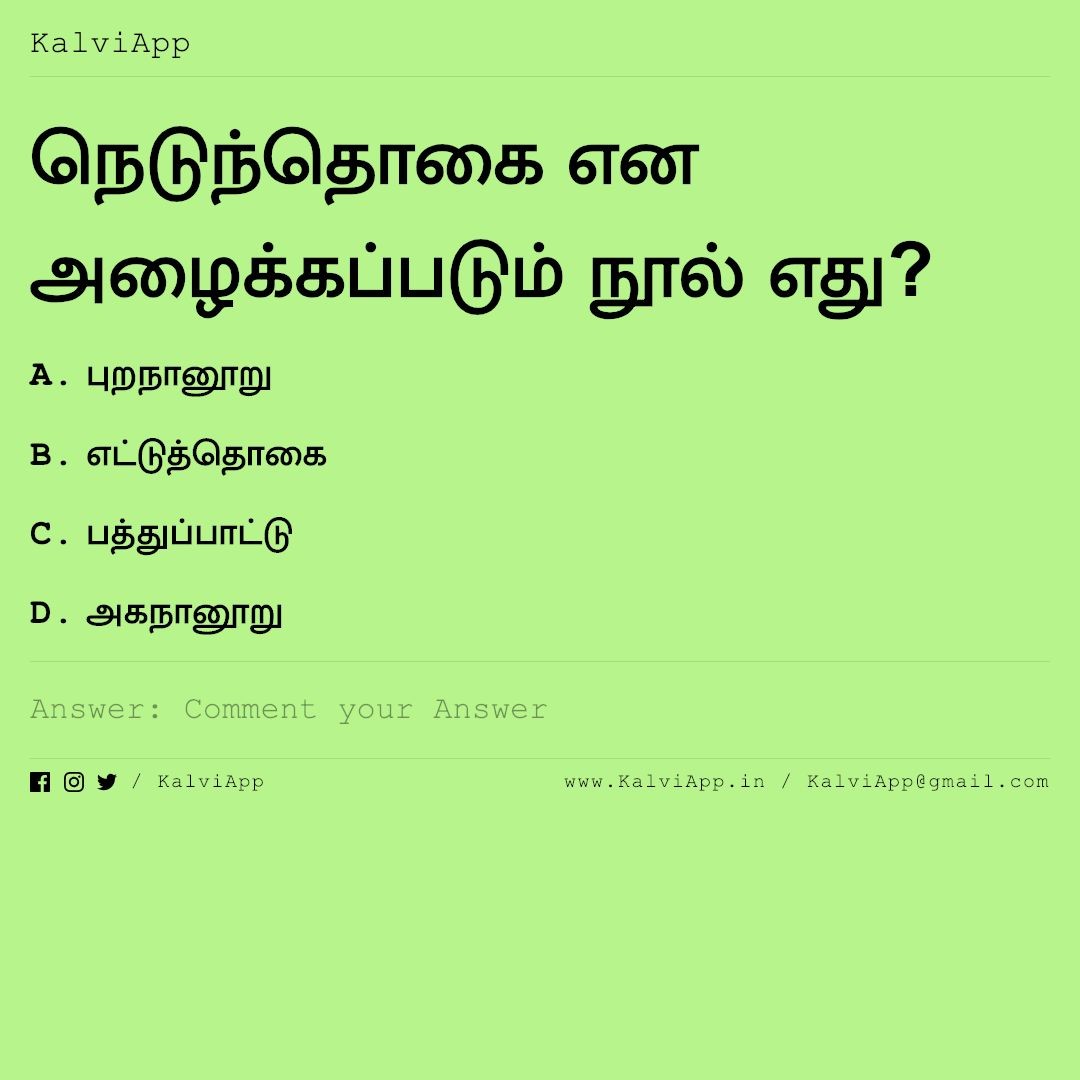 KalviApp
நெடுந்தொகை என
அழைக்கப்படும் நூல் எது?
A. புறநானூறு
B. எட்டுத்தொகை
C. பத்துப்பாட்டு
D. அகநானூறு
Answer: Comment your Answer
/ KalviApp www.KalviApp.in / KalviApp@gmail.com